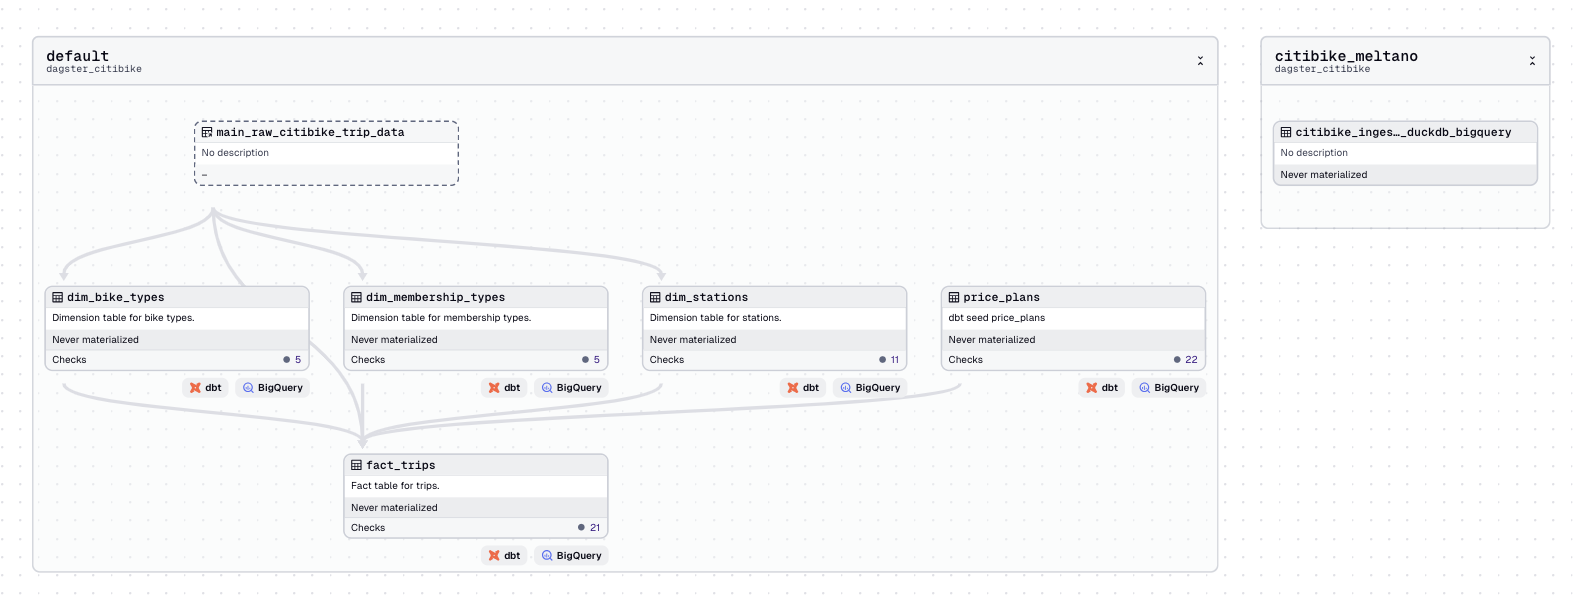 default
dagster_citibike
main_raw_citibike_trip_data
No description
–
dim_bike_types
Dimension table for bike types.
Never materialized
Checks 5
dbt BigQuery
dim_membership_types
Dimension table for membership types.
Never materialized
Checks 5
dbt BigQuery
dim_stations
Dimension table for stations.
Never materialized
Checks 11
dbt BigQuery
price_plans
dbt seed price_plans
Never materialized
Checks 22
dbt BigQuery
fact_trips
Fact table for trips.
Never materialized
Checks 21
dbt BigQuery
citibike_meltano
dagster_citibike
citibike_inges…_duckdb_bigquery
No description
Never materialized